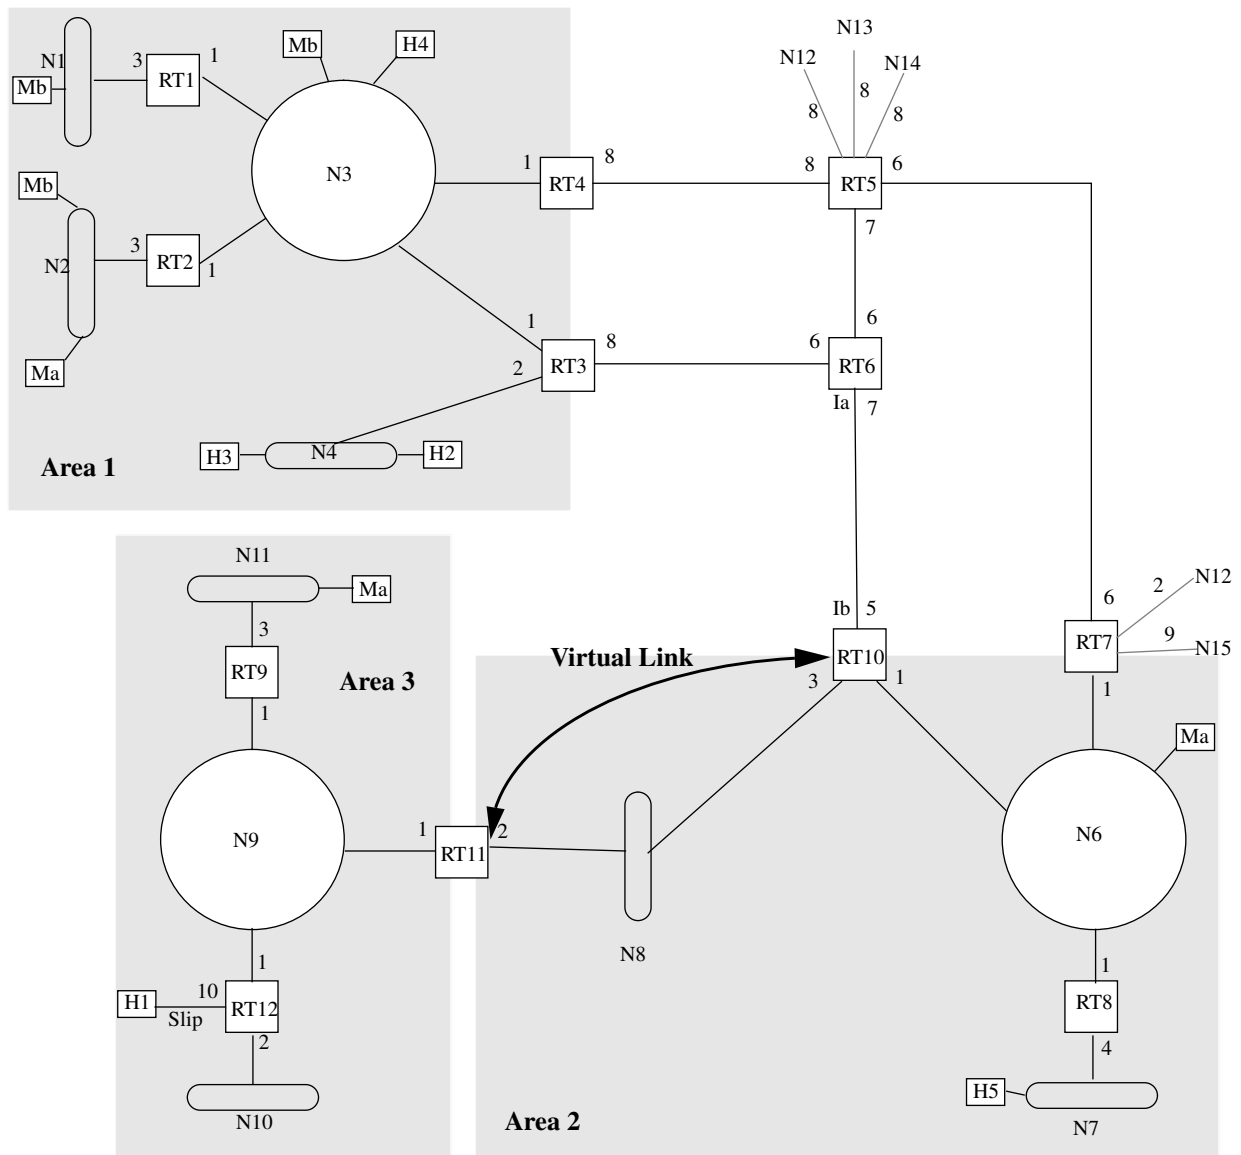 N13
N12
N14
Mb
H4
N1
3
1
RT1
Mb
8
8
8
N3
1
8
8
6
RT4
RT5
Mb
7
3
N2
RT2
1
1
6
8
6
RT3
RT6
2
Ia
7
Ma
N4
H3
H2
Area 1
N11
Ma
N12
2
Ib
5
6
3
9
RT7
N15
RT10
Virtual Link
RT9
Area 3
3
1
1
1
Ma
N9
1
2
N6
RT11
N8
1
1
10
H1
RT12
RT8
Slip
2
4
H5
N10
Area 2
N7